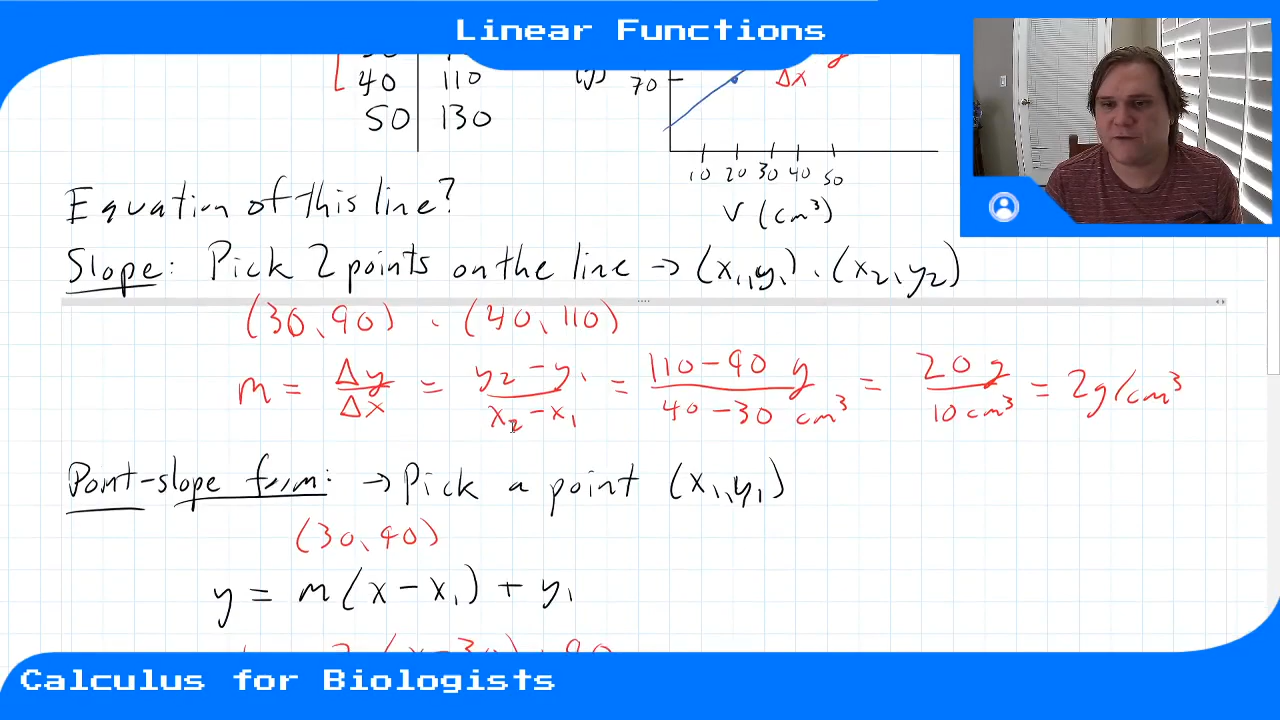 Linear Functions
40 110
50 130
70
Δx
10 20 30 40 50
V (cm³)
Equation of this line?
Slope: Pick 2 points on the line → (x₁,y₁), (x₂,y₂)
(30,90), (40,110)
m = Δy/Δx = y₂-y₁/x₂-x₁ = 110-90 g/40-30 cm³ = 20 g/10 cm³ = 2g/cm³
Point-slope form: → Pick a point (x₁,y₁)
(30,90)
y = m(x-x₁) + y₁
Calculus for Biologists